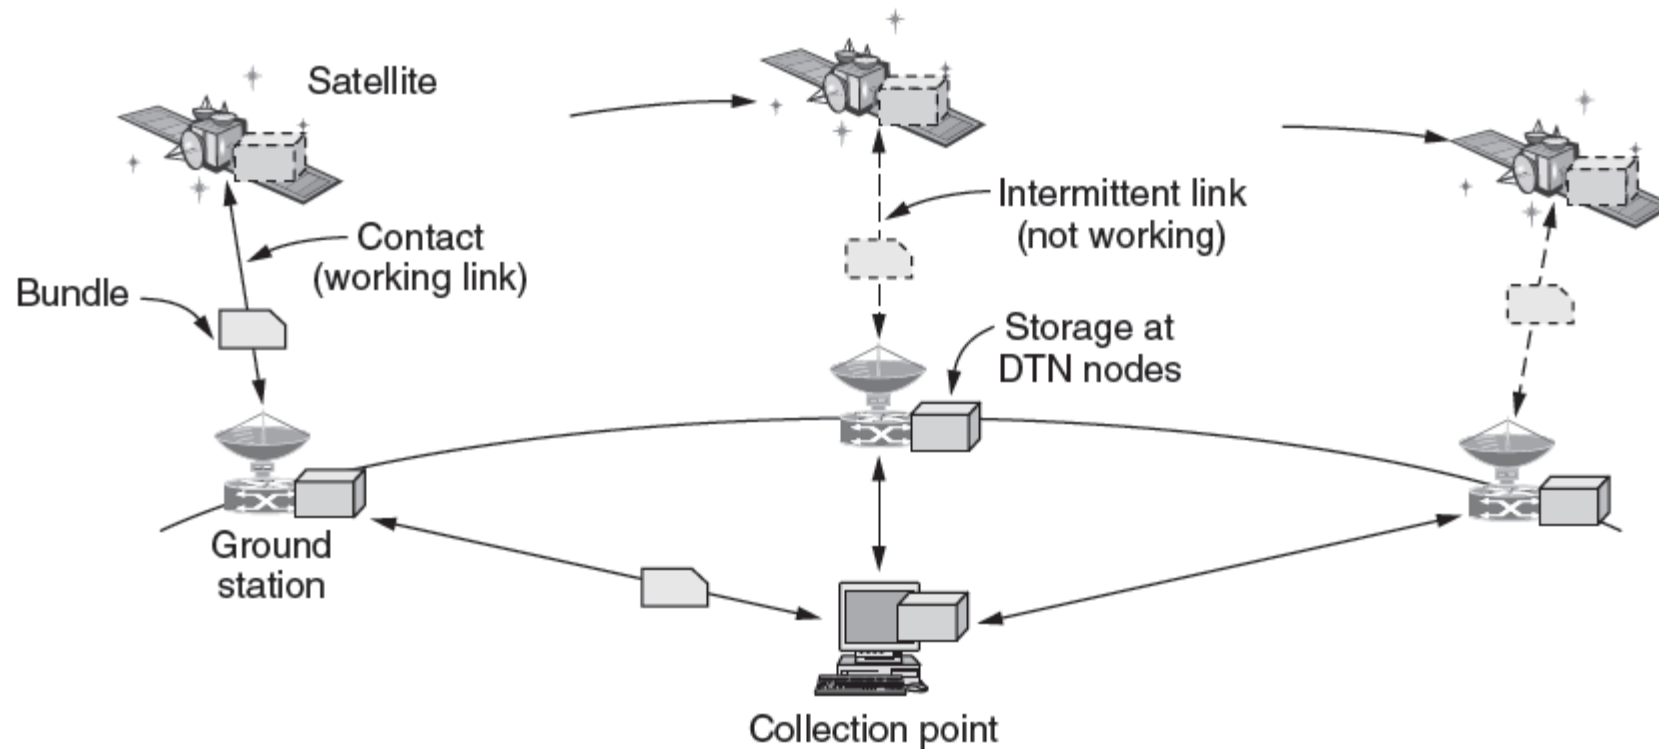 Satellite
Contact
(working link)
Bundle
Intermittent link
(not working)
Storage at
DTN nodes
Ground
station
Collection point